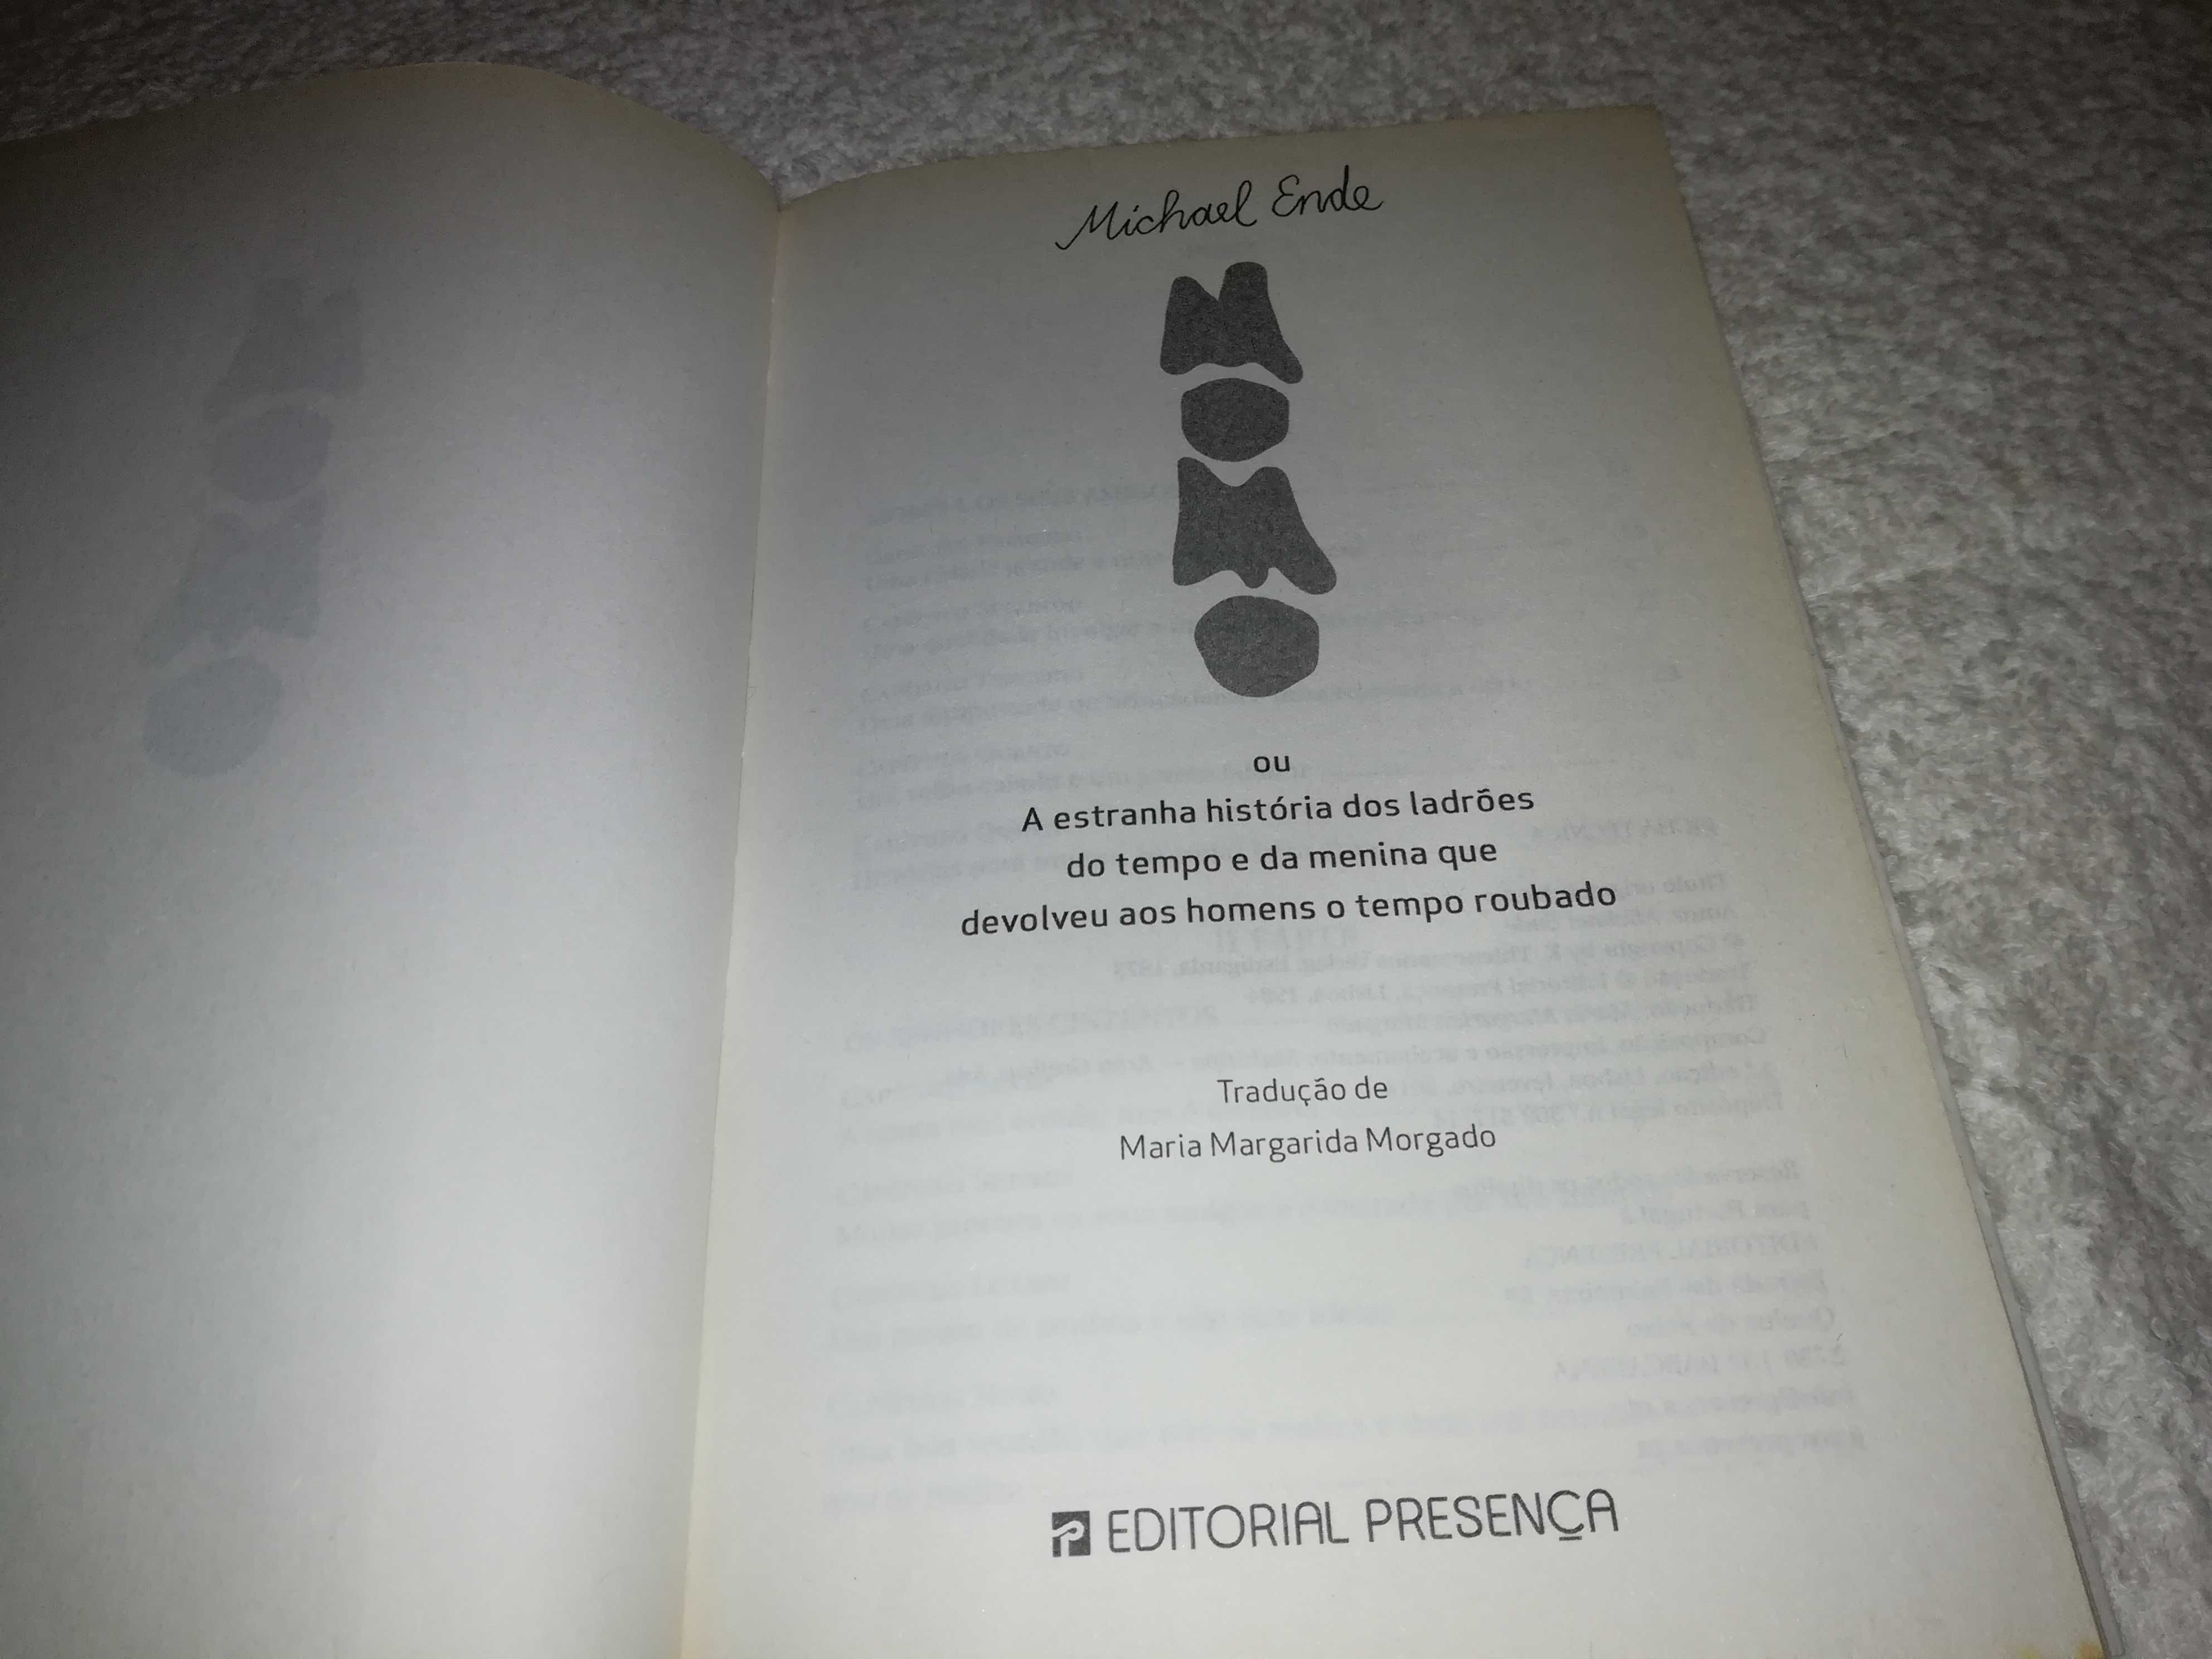 Michael Ende
MOMO
ou
A estranha história dos ladrões
do tempo e da menina que
devolveu aos homens o tempo roubado
Tradução de
Maria Margarida Morgado
EDITORIAL PRESENÇA